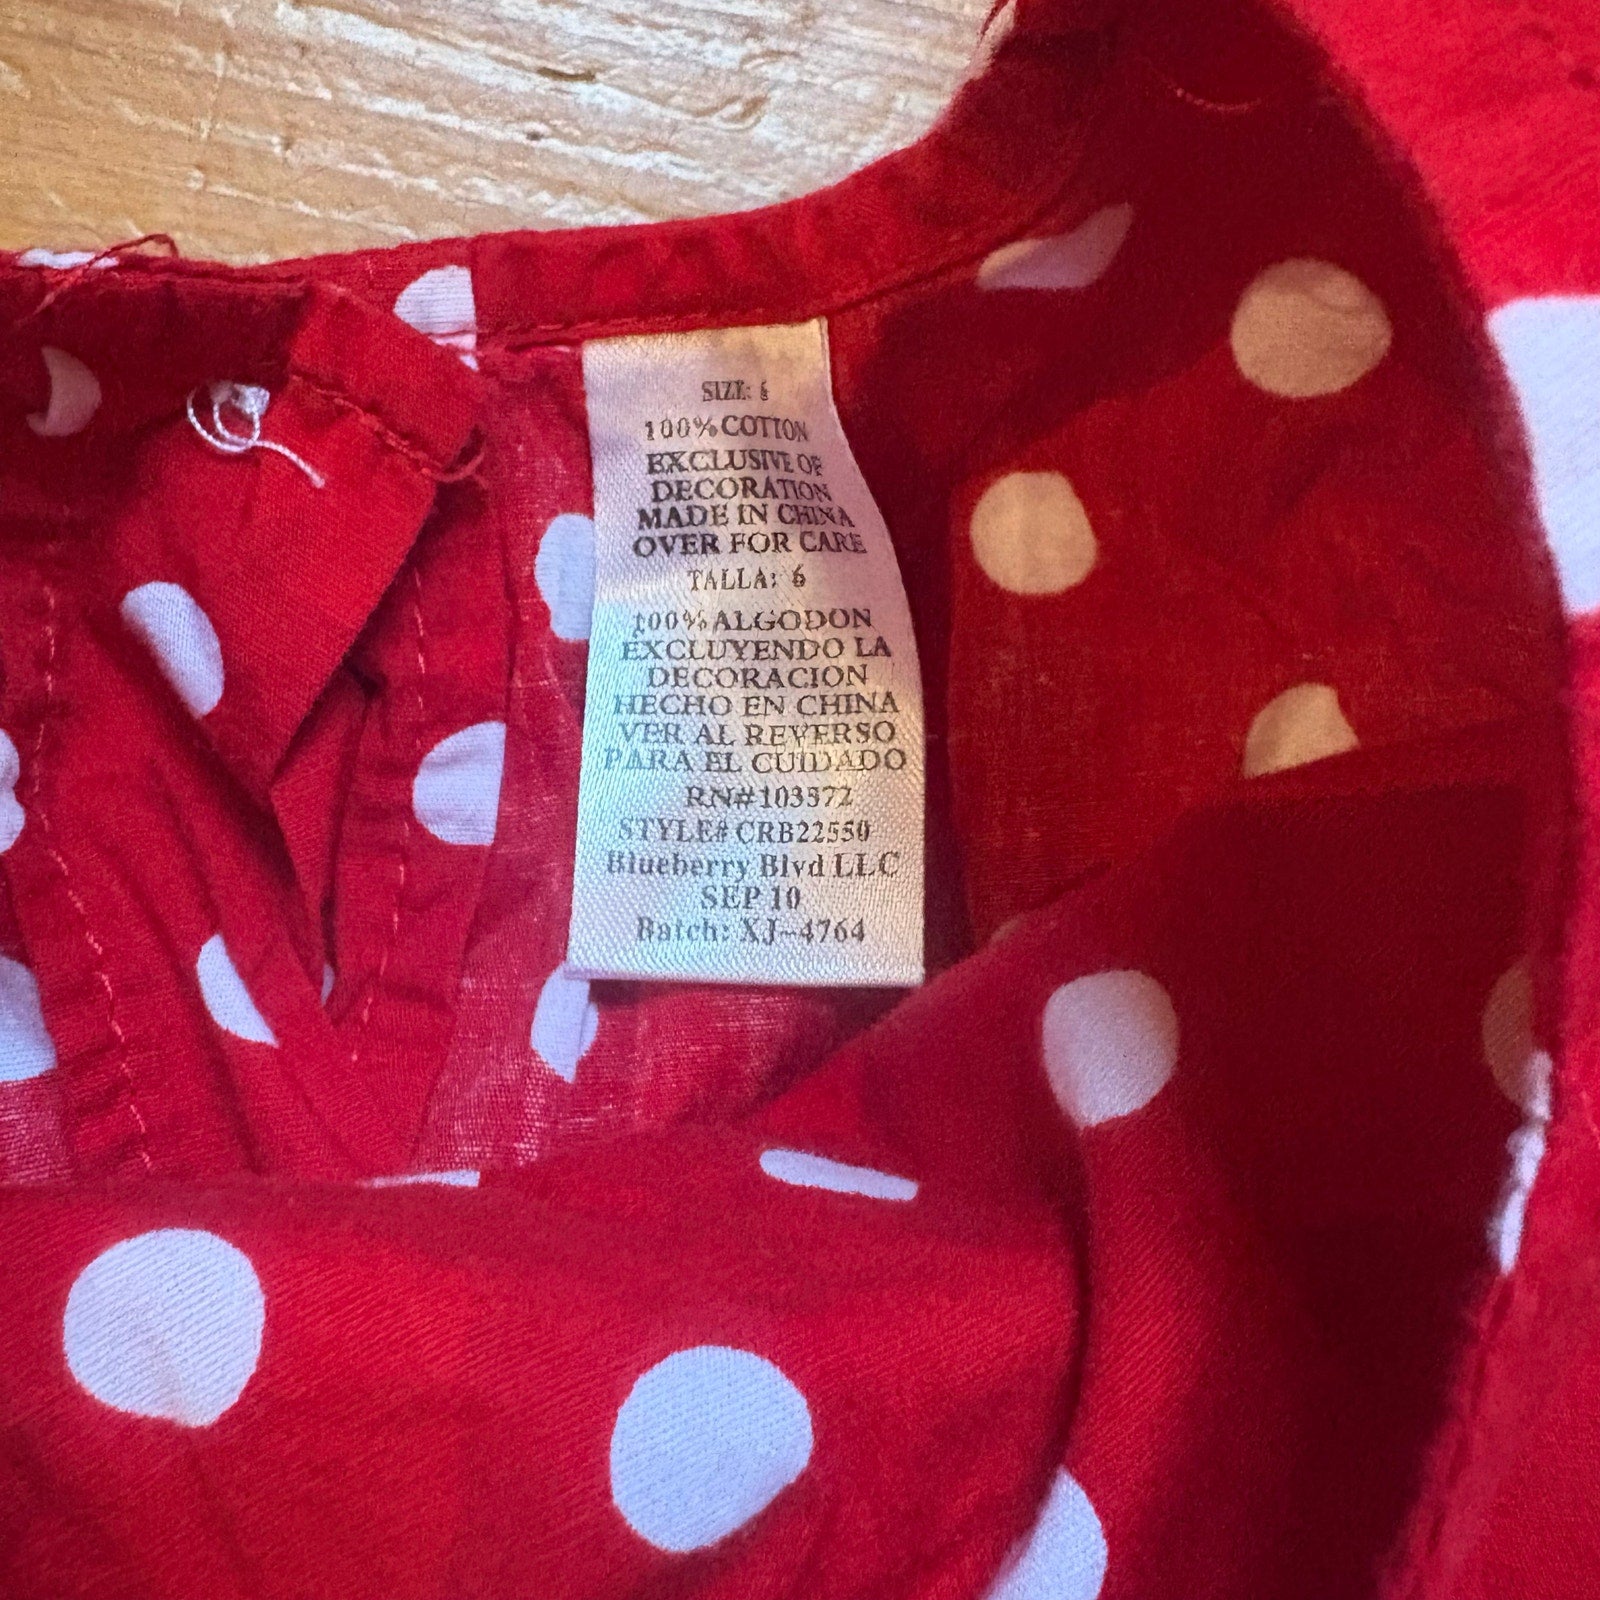 SIZE: 6
100% COTTON
EXCLUSIVE OF
DECORATION
MADE IN CHINA
OVER FOR CARE
TALLA: 6
100% ALGODON
EXCLUYENDO LA
DECORACION
HECHO EN CHINA
VER AL REVERSO
PARA EL CUIDADO
RN#103572
STYLE# CRB22550
Blueberry Blvd LLC
SEP 10
Batch: XJ-4764